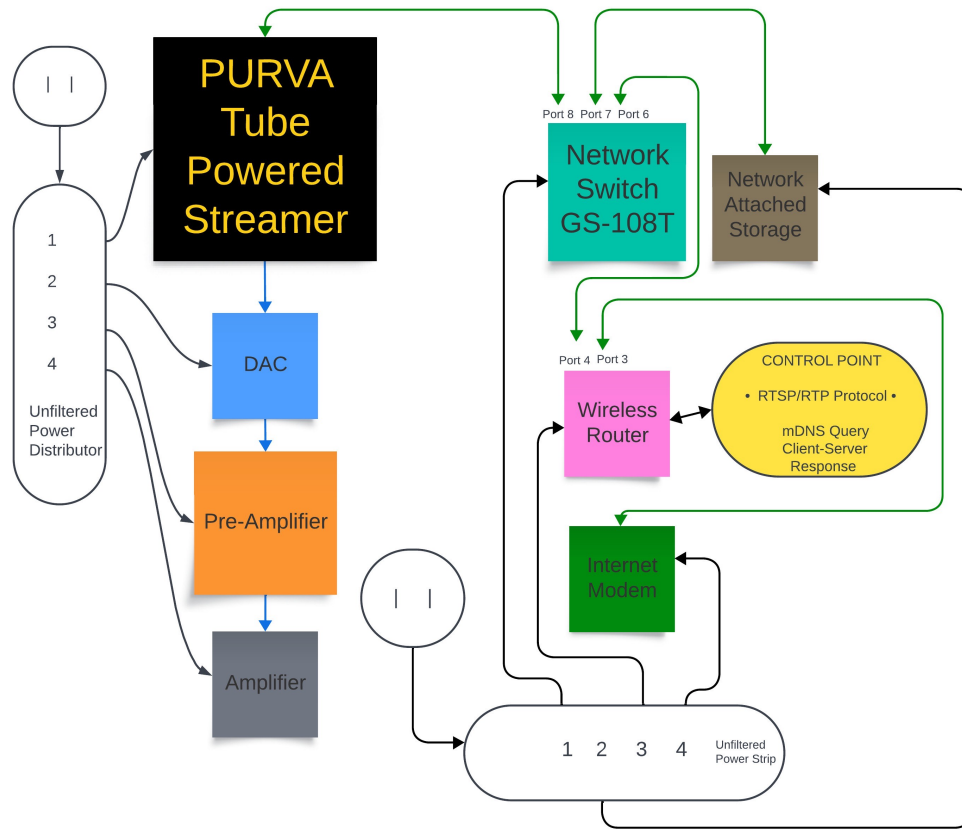 PURVA
Tube
Powered
Streamer
Port 8
Port 7
Port 6
Network
Switch
GS-108T
Network
Attached
Storage
1
2
3
4
Unfiltered
Power
Distributor
DAC
Port 4
Port 3
Wireless
Router
CONTROL POINT
• RTSP/RTP Protocol •
mDNS Query
Client-Server
Response
Pre-Amplifier
Internet
Modem
Amplifier
1
2
3
4
Unfiltered
Power Strip